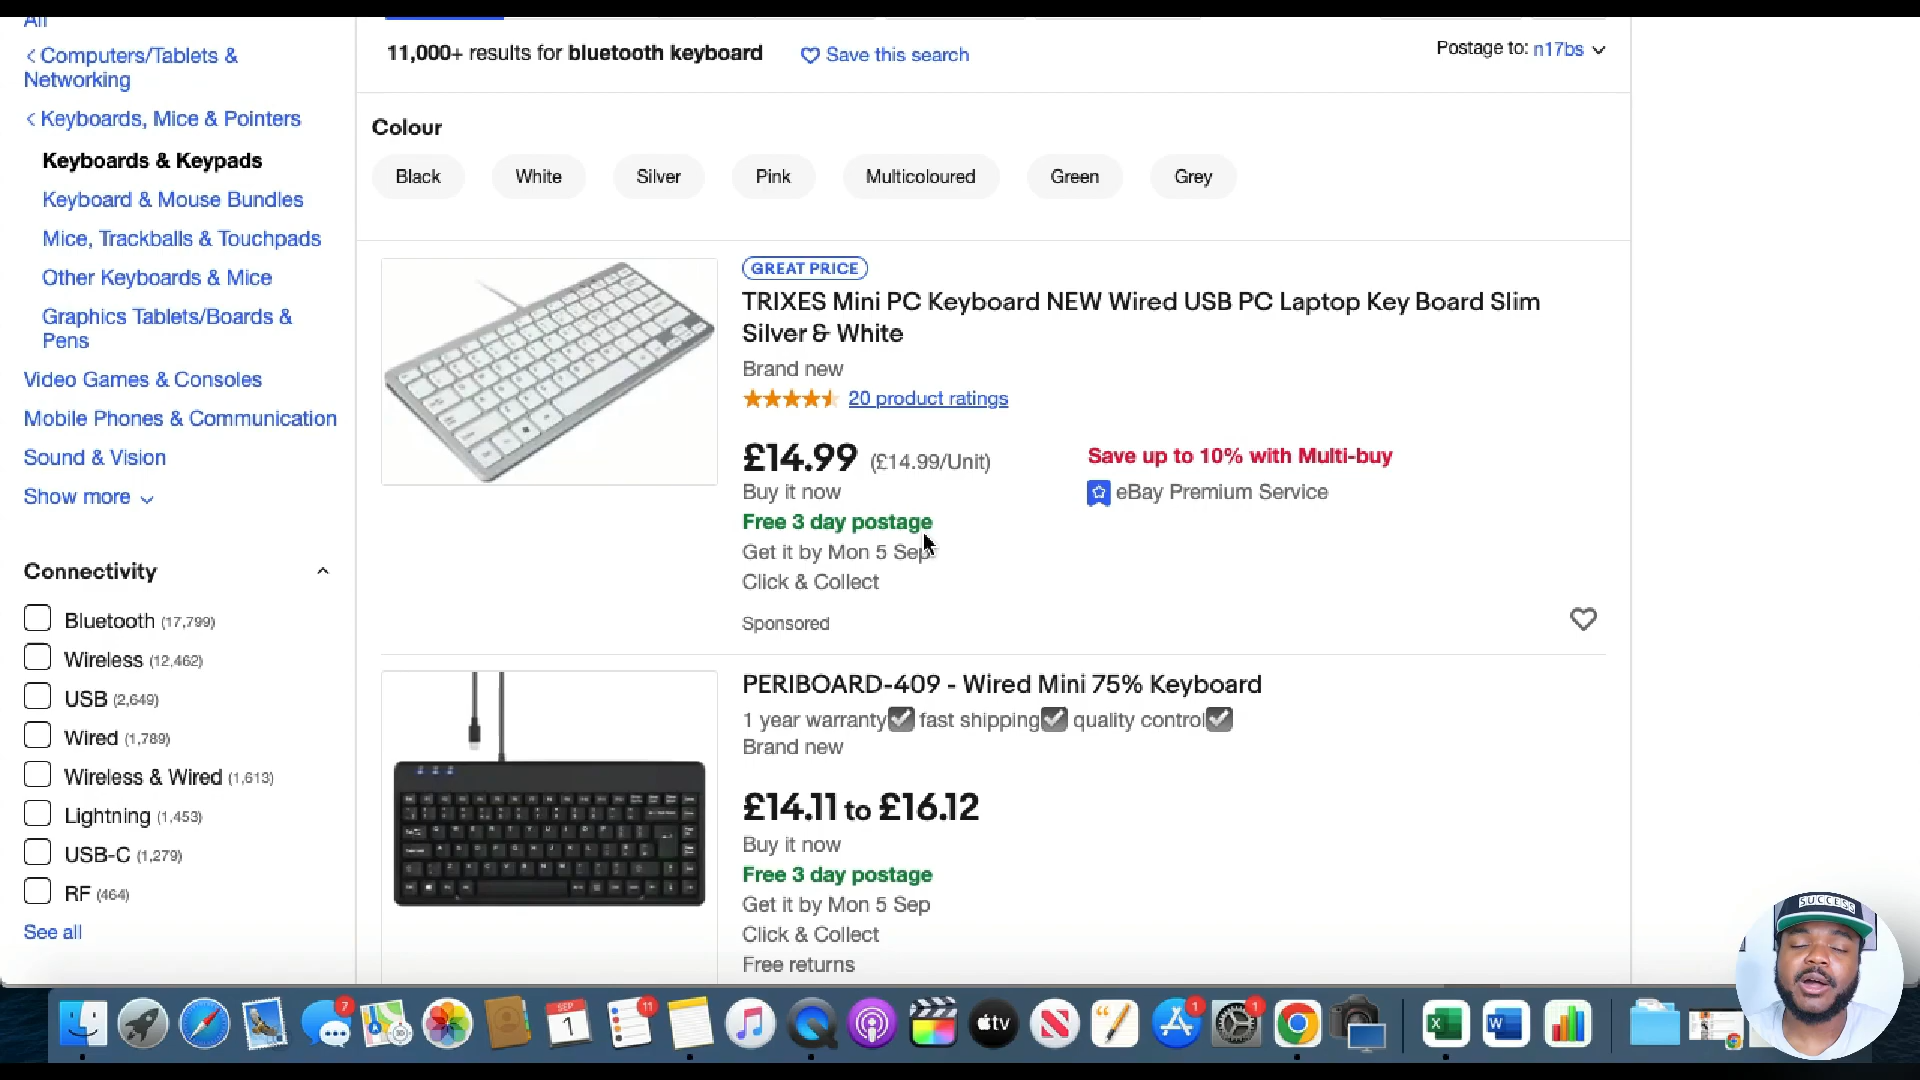 All
Computers/Tablets &
Networking
Keyboards, Mice & Pointers
Keyboards & Keypads
Keyboard & Mouse Bundles
Mice, Trackballs & Touchpads
Other Keyboards & Mice
Graphics Tablets/Boards &
Pens
Video Games & Consoles
Mobile Phones & Communication
Sound & Vision
Show more
Connectivity
Bluetooth (17,799)
Wireless (12,462)
USB (2,649)
Wired (1,789)
Wireless & Wired (1,613)
Lightning (1,453)
USB-C (1,279)
RF (464)
See all
11,000+ results for bluetooth keyboard
Save this search
Postage to: n17bs
Colour
Black
White
Silver
Pink
Multicoloured
Green
Grey
GREAT PRICE
TRIXES Mini PC Keyboard NEW Wired USB PC Laptop Key Board Slim
Silver & White
Brand new
20 product ratings
£14.99 (£14.99/Unit)
Buy it now
Free 3 day postage
Get it by Mon 5 Sep
Click & Collect
Sponsored
Save up to 10% with Multi-buy
eBay Premium Service
PERIBOARD-409 - Wired Mini 75% Keyboard
1 year warranty fast shipping quality control
Brand new
£14.11 to £16.12
Buy it now
Free 3 day postage
Get it by Mon 5 Sep
Click & Collect
Free returns
SUCCESS
7
SEP
1
11
tv
1
1
X
W